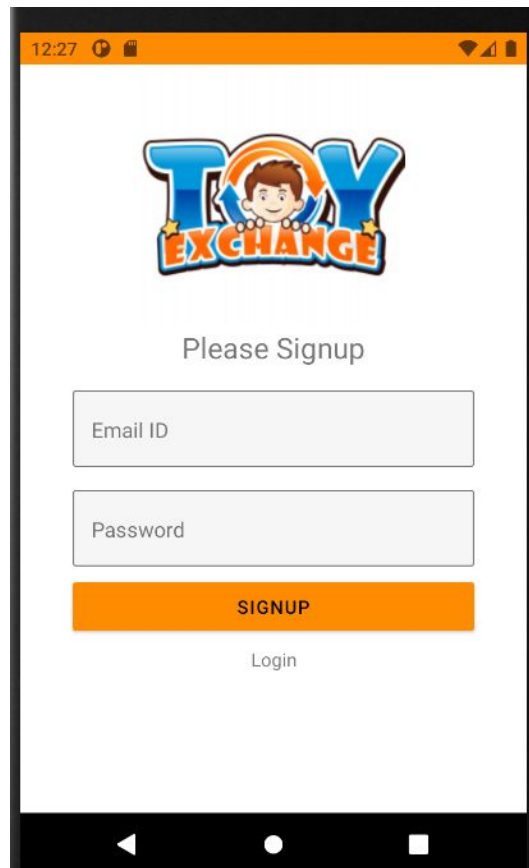 12:27
TOY
EXCHANGE
Please Signup
Email ID
Password
SIGNUP
Login